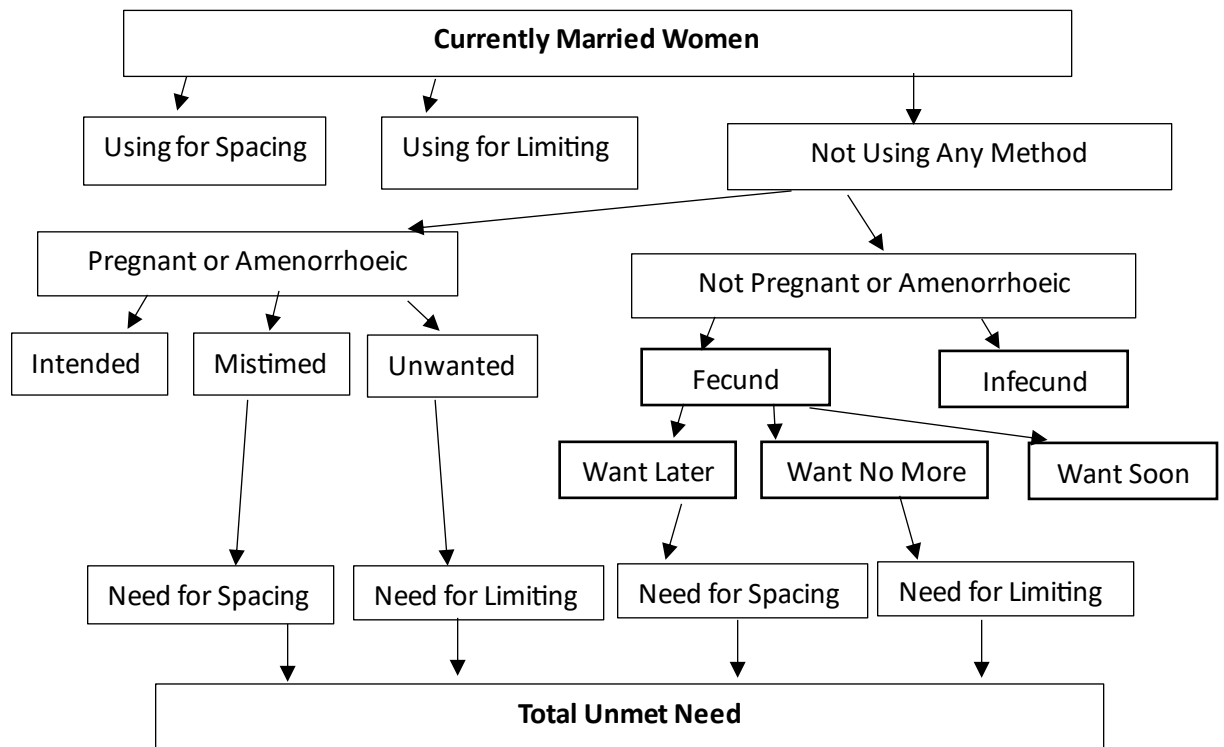 Currently Married Women
Using for Spacing
Using for Limiting
Not Using Any Method
Pregnant or Amenorrhoeic
Not Pregnant or Amenorrhoeic
Intended
Mistimed
Unwanted
Fecund
Infecund
Want Later
Want No More
Want Soon
Need for Spacing
Need for Limiting
Need for Spacing
Need for Limiting
Total Unmet Need